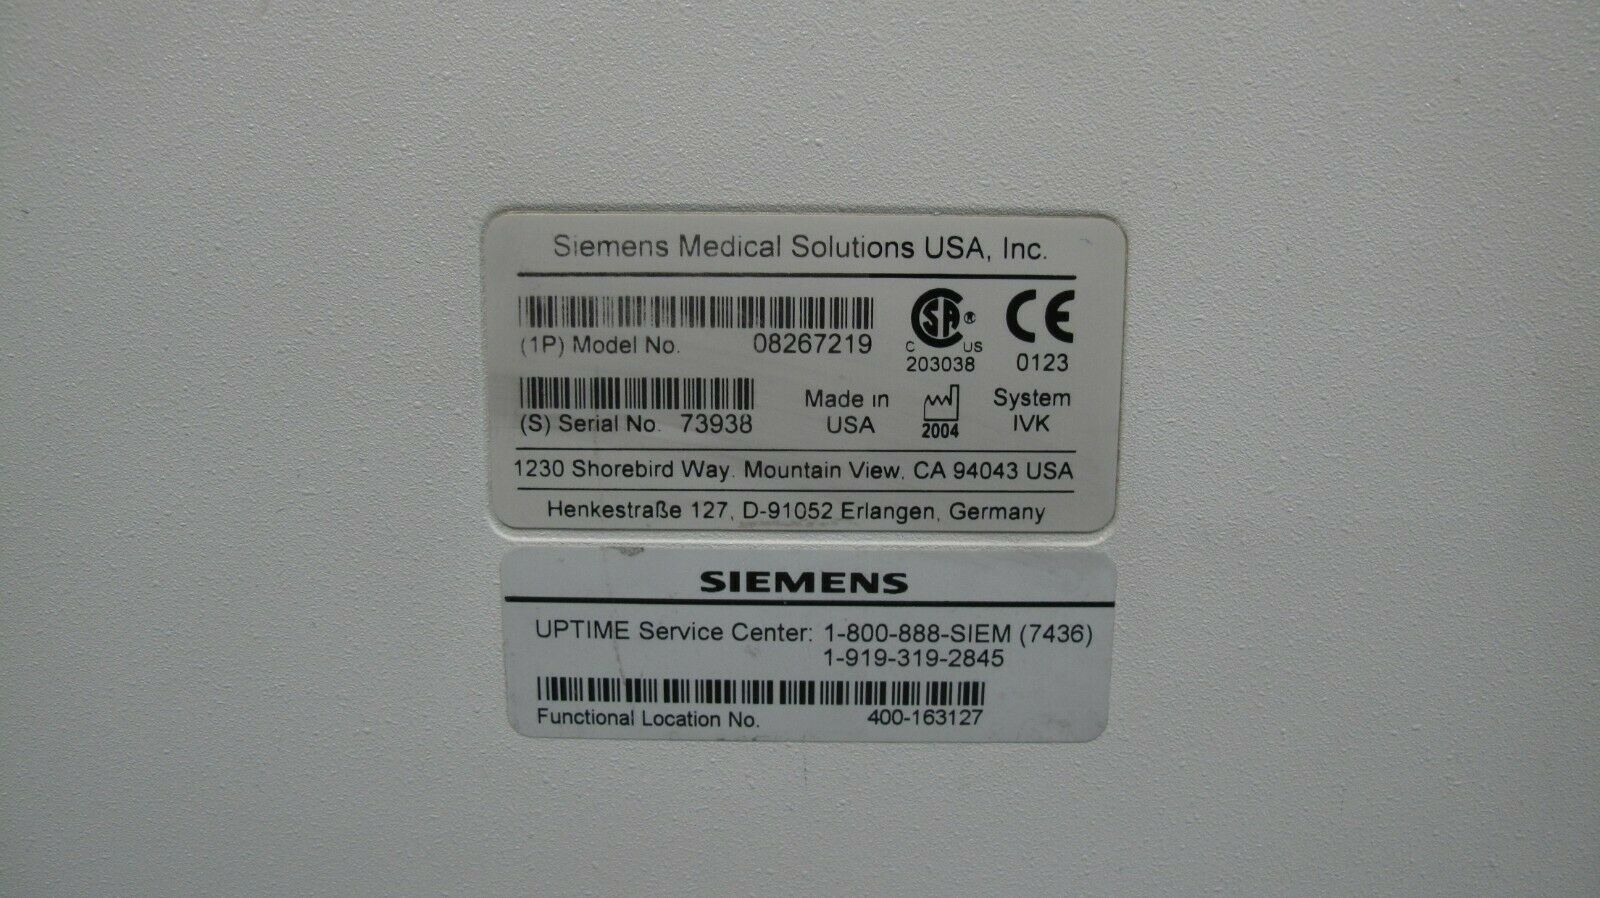 Siemens Medical Solutions USA, Inc.
(1P) Model No. 08267219
CSA ® CE
C US
203038 0123
(S) Serial No. 73938
Made in
USA
2004
System
IVK
1230 Shorebird Way. Mountain View, CA 94043 USA
Henkestraße 127, D-91052 Erlangen, Germany
SIEMENS
UPTIME Service Center: 1-800-888-SIEM (7436)
1-919-319-2845
Functional Location No. 400-163127